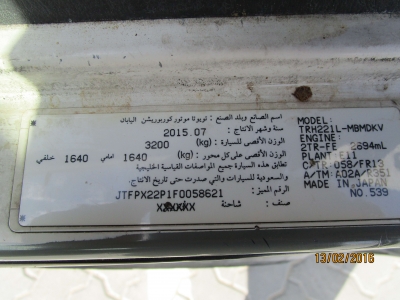 اسم الصانع وبلد الصنع : تويوتا موتور كوربوريشن اليابان
سنة وشهر الانتاج : 2015.07
الوزن الأقصى للسيارة (kg) 3200
الوزن الأقصى على كل محور : (kg) 1640 امامي 1640 خلفي
تطابق هذه السيارة جميع المواصفات القياسية الخليجية
والسعودية للسيارات والتي صدرت حتى تاريخ الانتاج
الرقم المميز : JTFPX22P1F0058621
صنف : شاحنة
MODEL:
TRH221L-MBMDKV
ENGINE:
2TR-FE 2694mL
PLANT: E11
058/FR13
A/TM: A02A/
MADE IN JAPAN
NO.539
13/02/2016